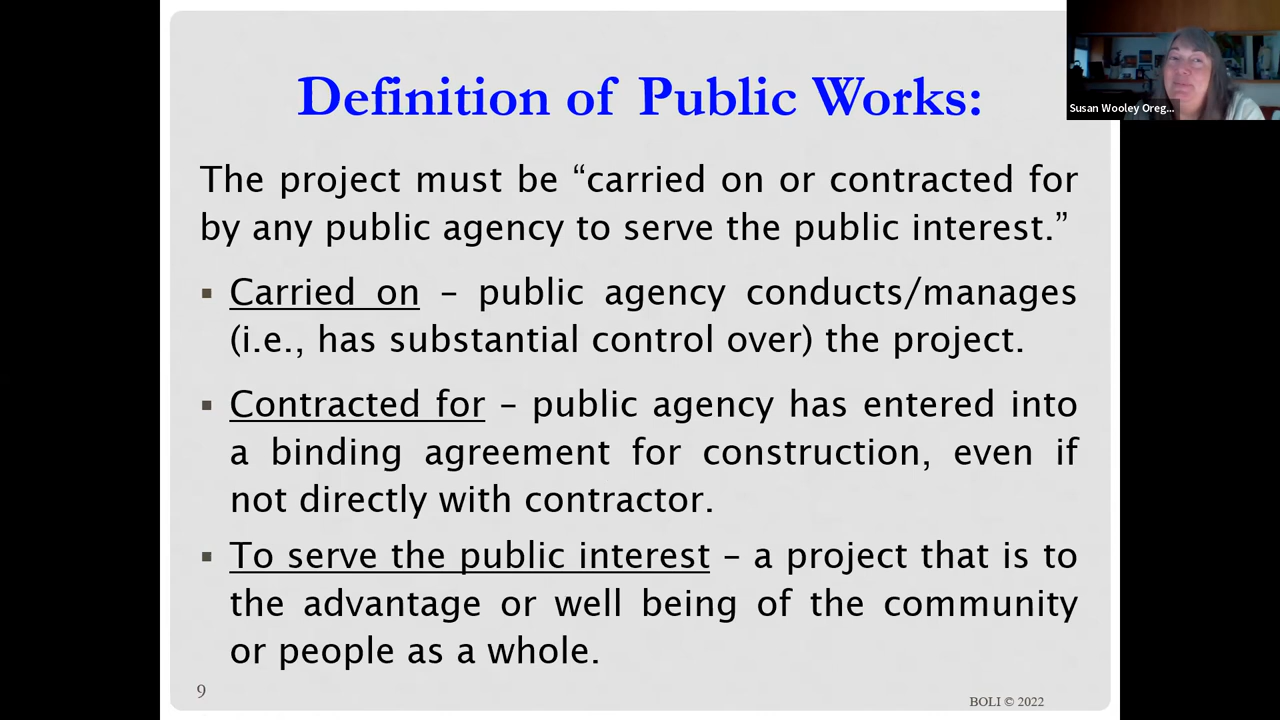 Definition of Public Works:
Susan Wooley Oreg...
The project must be “carried on or contracted for
by any public agency to serve the public interest.”
▪ Carried on – public agency conducts/manages
(i.e., has substantial control over) the project.
▪ Contracted for – public agency has entered into
a binding agreement for construction, even if
not directly with contractor.
▪ To serve the public interest – a project that is to
the advantage or well being of the community
or people as a whole.
9
BOLI © 2022